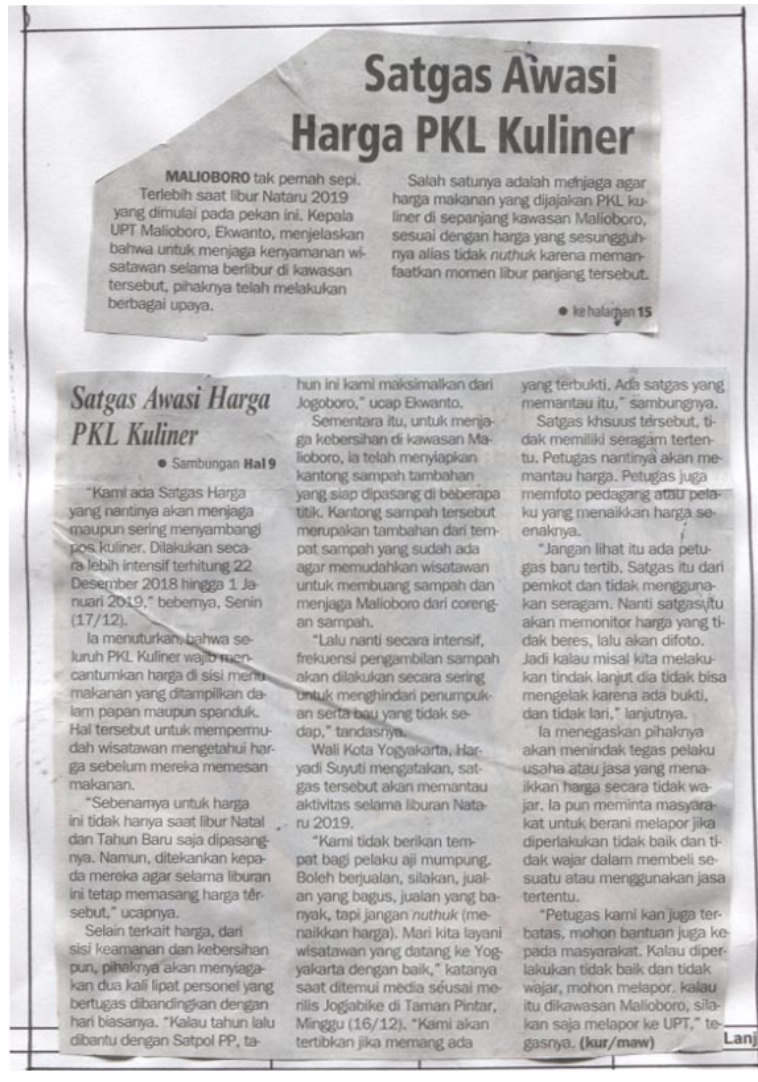 Satgas Awasi
Harga PKL Kuliner
MALIOBORO tak pernah sepi.
Terlebih saat libur Nataru 2019
yang dimulai pada pekan ini. Kepala
UPT Malioboro, Ekwanto, menjelaskan
bahwa untuk menjaga kenyamanan wi-
satawan selama berlibur di kawasan
tersebut, pihaknya telah melakukan
berbagai upaya.
Salah satunya adalah menjaga agar
harga makanan yang dijajakan PKL ku-
liner di sepanjang kawasan Malioboro,
sesuai dengan harga yang sesungguh-
nya alias tidak nuthuk karena meman-
faatkan momen libur panjang tersebut.
● ke halaman 15
Satgas Awasi Harga
PKL Kuliner
● Sambungan Hal 9
"Kami ada Satgas Harga
yang nantinya akan menjaga
maupun sering menyambangi
pos kuliner. Dilakukan seca-
ra lebih intensif terhitung 22
Desember 2018 hingga 1 Ja-
nuari 2019," bebernya, Senin
(17/12).
Ia menuturkan, bahwa se-
luruh PKL Kuliner wajib men-
cantumkan harga di sisi menu
makanan yang ditampilkan da-
lam papan maupun spanduk.
Hal tersebut untuk mempermu-
dah wisatawan mengetahui har-
ga sebelum mereka memesan
makanan.
"Sebenarnya untuk harga
ini tidak hanya saat libur Natal
dan Tahun Baru saja dipasang-
nya. Namun, ditekankan kepa-
da mereka agar selama liburan
ini tetap memasang harga ter-
sebut," ucapnya.
Selain terkait harga, dari
sisi keamanan dan kebersihan
pun, pihaknya akan menyiaga-
kan dua kali lipat personel yang
bertugas dibandingkan dengan
hari biasanya. "Kalau tahun lalu
dibantu dengan Satpol PP, ta-
hun ini kami maksimalkan dari
Jogoboro," ucap Ekwanto.
Sementara itu, untuk menja-
ga kebersihan di kawasan Ma-
lioboro, ia telah menyiapkan
kantong sampah tambahan
yang siap dipasang di beberapa
titik. Kantong sampah tersebut
merupakan tambahan dari tem-
pat sampah yang sudah ada
agar memudahkan wisatawan
untuk membuang sampah dan
menjaga Malioboro dari coreng-
an sampah.
"Lalu nanti secara intensif,
frekuensi pengambilan sampah
akan dilakukan secara sering
untuk menghindari penumpuk-
an serta bau yang tidak se-
dap," tandasnya.
Wali Kota Yogyakarta, Har-
yadi Suyuti mengatakan, sat-
gas tersebut akan memantau
aktivitas selama liburan Nata-
ru 2019.
"Kami tidak berikan tem-
pat bagi pelaku aji mumpung.
Boleh berjualan, silakan, jual-
an yang bagus, jualan yang ba-
nyak, tapi jangan nuthuk (me-
naikkan harga). Mari kita layani
wisatawan yang datang ke Yog-
yakarta dengan baik," katanya
saat ditemui media seusai me-
rilis Jogjabike di Taman Pintar,
Minggu (16/12). "Kami akan
tertibkan jika memang ada
yang terbukti. Ada satgas yang
memantau itu," sambungnya.
Satgas khsuus tersebut, ti-
dak memiliki seragam terten-
tu. Petugas nantinya akan me-
mantau harga. Petugas juga
memfoto pedagang atau pela-
ku yang menaikkan harga se-
enaknya.
"Jangan lihat itu ada petu-
gas baru tertib. Satgas itu dari
pemkot dan tidak mengguna-
kan seragam. Nanti satgas itu
akan memonitor harga yang ti-
dak beres, lalu akan difoto.
Jadi kalau misal kita melaku-
kan tindak lanjut dia tidak bisa
mengelak karena ada bukti,
dan tidak lari," lanjutnya.
Ia menegaskan pihaknya
akan menindak tegas pelaku
usaha atau jasa yang mena-
ikkan harga secara tidak wa-
jar. Ia pun meminta masyara-
kat untuk berani melapor jika
diperlakukan tidak baik dan ti-
dak wajar dalam membeli se-
suatu atau menggunakan jasa
tertentu.
"Petugas kami kan juga ter-
batas, mohon bantuan juga ke-
pada masyarakat. Kalau diper-
lakukan tidak baik dan tidak
wajar, mohon melapor. kalau
itu dikawasan Malioboro, sila-
kan saja melapor ke UPT," te-
gasnya. (kur/maw)
Lanj